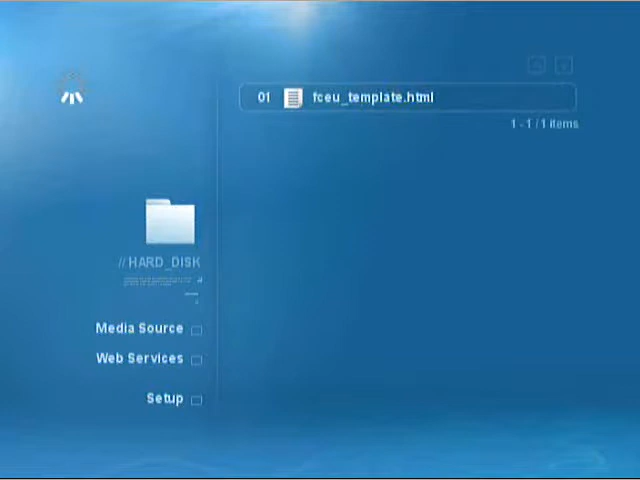 01 fceu_template.html
1 - 1 / 1 items
//HARD_DISK
Media Source
Web Services
Setup